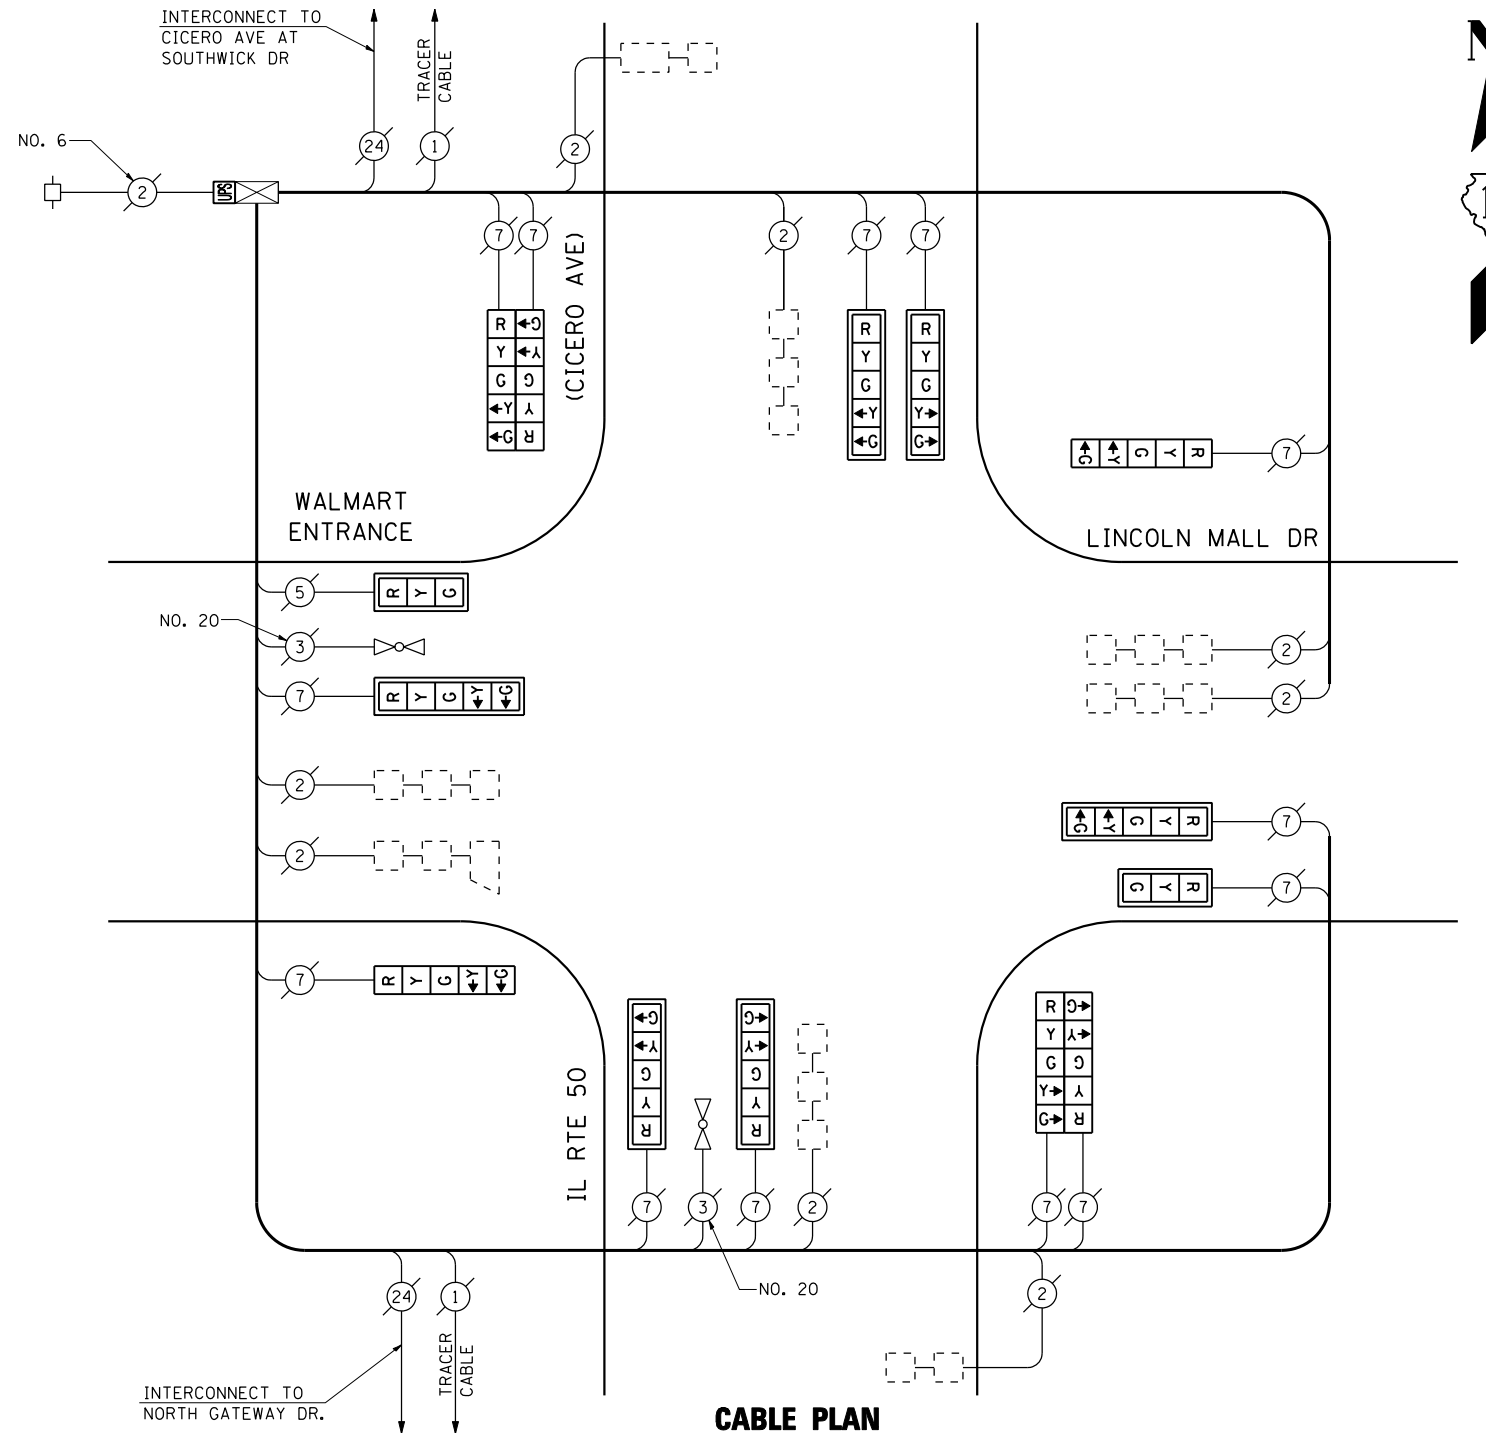 INTERCONNECT TO
CICERO AVE AT
SOUTHWICK DR
TRACER
CABLE
N
NO. 6
2
UPS
24
1
2
7
7
2
7
7
(CICERO AVE)
R G
Y Y
G G
Y Y
G R
R
Y
G
Y
G
R
Y
G
Y
G
G Y G Y R
7
WALMART
ENTRANCE
LINCOLN MALL DR
5
R Y G
NO. 20
3
2
7
R Y G Y G
2
2
2
G Y G Y R
7
G Y R
7
7
R Y G Y G
IL RTE 50
G
Y
G
Y
R
G
Y
G
Y
R
R G
Y Y
G G
Y Y
G R
7
3
7
2
7
7
NO. 20
24
1
2
TRACER
CABLE
INTERCONNECT TO
NORTH GATEWAY DR.
CABLE PLAN